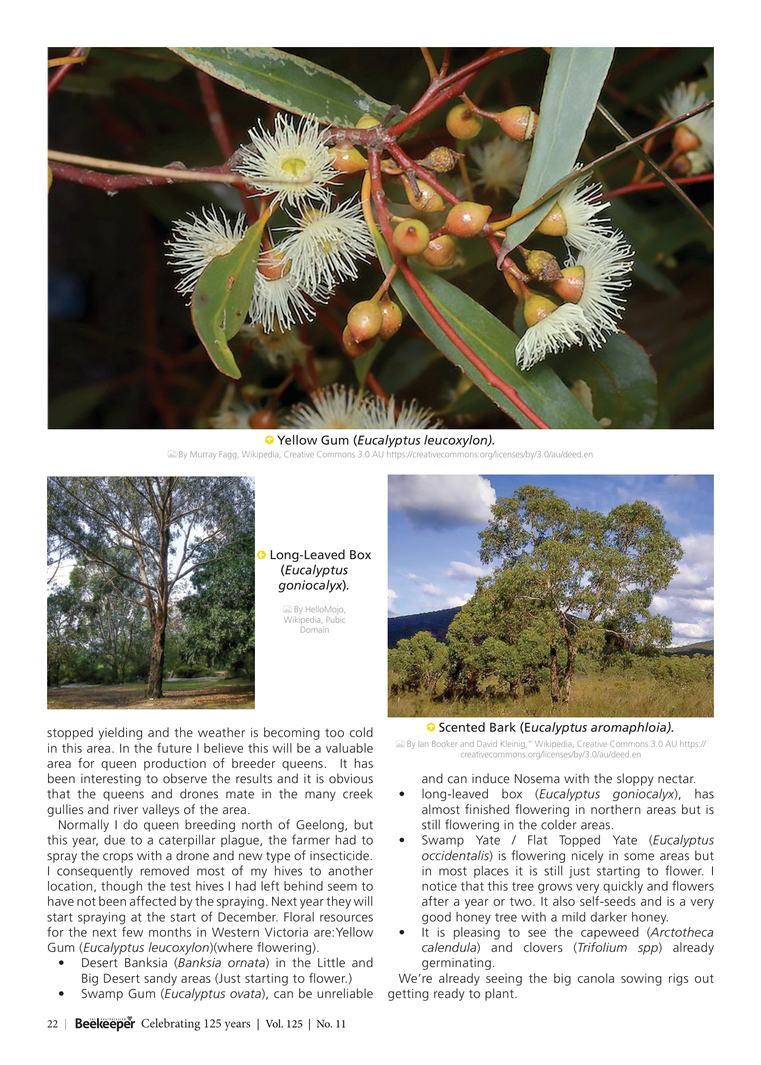 Yellow Gum (Eucalyptus leucoxylon).
By Murray Fagg, Wikipedia, Creative Commons 3.0 AU https://creativecommons.org/licenses/by/3.0/au/deed.en
Long-Leaved Box
(Eucalyptus
goniocalyx).
By HelloMojo,
Wikipedia, Pubic
Domain
Scented Bark (Eucalyptus aromaphloia).
By Ian Booker and David Kleinig," Wikipedia, Creative Commons 3.0 AU https://
creativecommons.org/licenses/by/3.0/au/deed.en
stopped yielding and the weather is becoming too cold
in this area. In the future I believe this will be a valuable
area for queen production of breeder queens. It has
been interesting to observe the results and it is obvious
that the queens and drones mate in the many creek
gullies and river valleys of the area.
Normally I do queen breeding north of Geelong, but
this year, due to a caterpillar plague, the farmer had to
spray the crops with a drone and new type of insecticide.
I consequently removed most of my hives to another
location, though the test hives I had left behind seem to
have not been affected by the spraying. Next year they will
start spraying at the start of December. Floral resources
for the next few months in Western Victoria are:Yellow
Gum (Eucalyptus leucoxylon)(where flowering).
• Desert Banksia (Banksia ornata) in the Little and
Big Desert sandy areas (Just starting to flower.)
• Swamp Gum (Eucalyptus ovata), can be unreliable
and can induce Nosema with the sloppy nectar.
• long-leaved box (Eucalyptus goniocalyx), has
almost finished flowering in northern areas but is
still flowering in the colder areas.
• Swamp Yate / Flat Topped Yate (Eucalyptus
occidentalis) is flowering nicely in some areas but
in most places it is still just starting to flower. I
notice that this tree grows very quickly and flowers
after a year or two. It also self-seeds and is a very
good honey tree with a mild darker honey.
• It is pleasing to see the capeweed (Arctotheca
calendula) and clovers (Trifolium spp) already
germinating.
We're already seeing the big canola sowing rigs out
getting ready to plant.
22 | Beekeeper Celebrating 125 years | Vol. 125 | No. 11